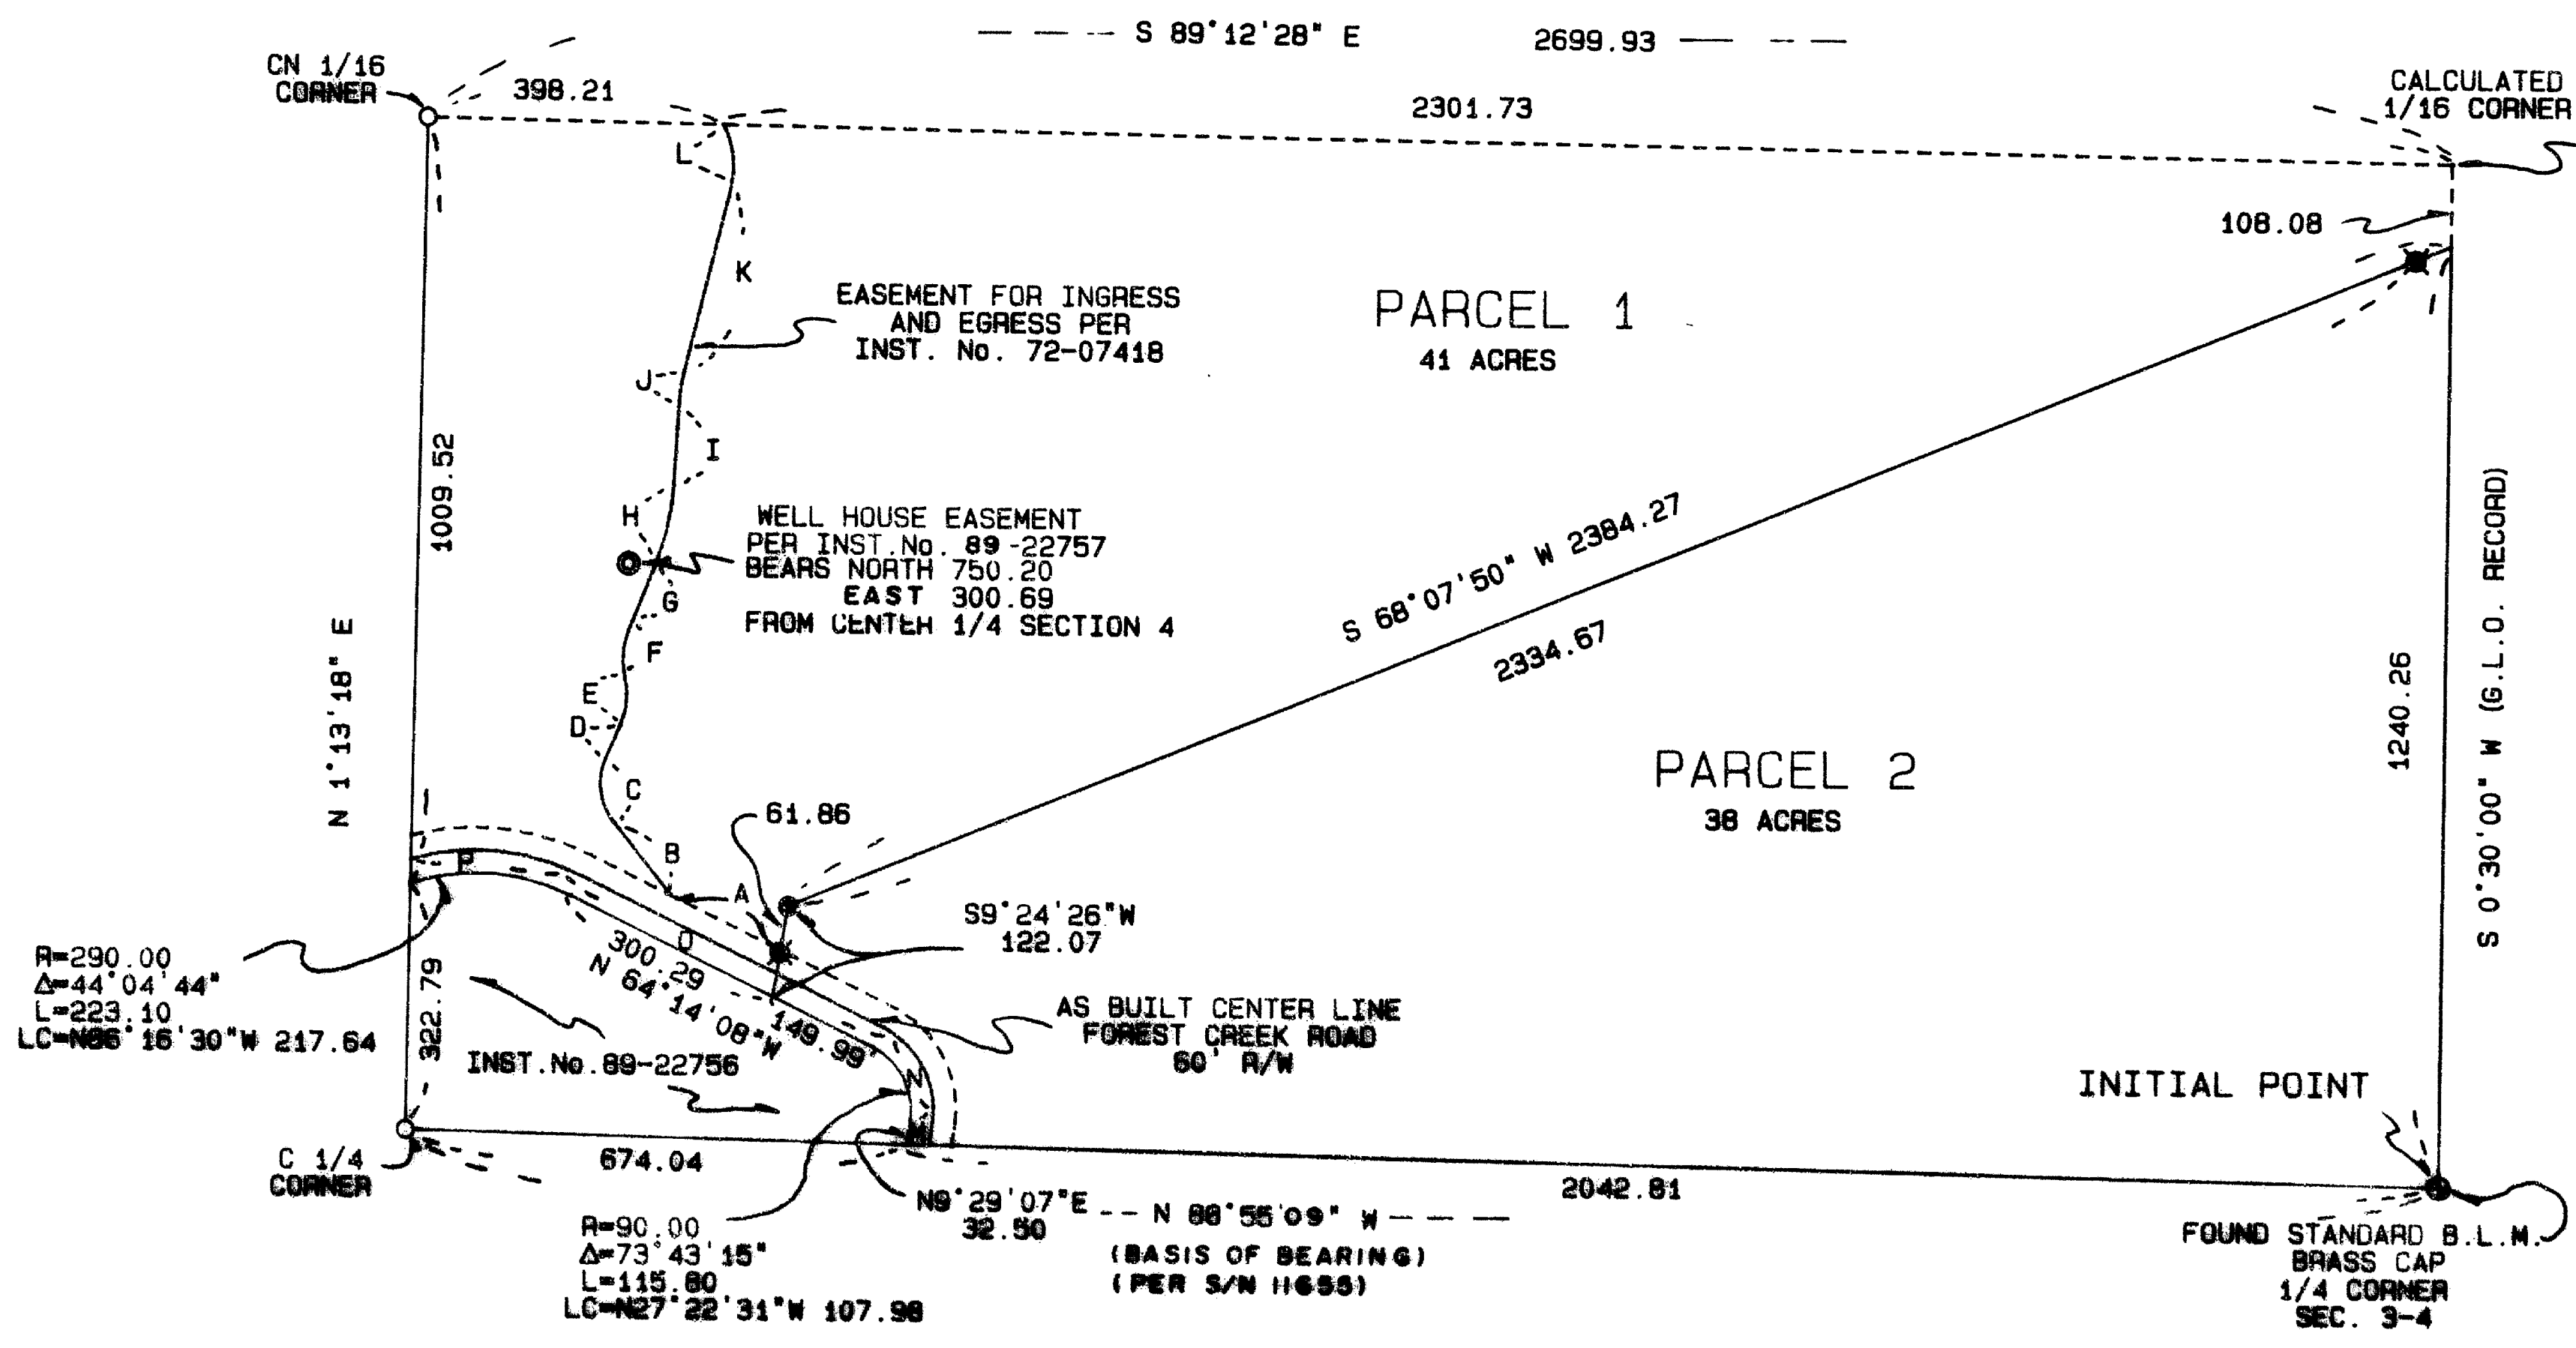 S 89°12'28" E 2699.93
CN 1/16
CORNER
398.21
2301.73
CALCULATED
1/16 CORNER
108.08
L
K
EASEMENT FOR INGRESS
AND EGRESS PER
INST. No. 72-07418
PARCEL 1
41 ACRES
J
I
1009.52
H
WELL HOUSE EASEMENT
PER INST.No. 89-22757
BEARS NORTH 750.20
EAST 300.69
FROM CENTER 1/4 SECTION 4
G
F
E
D
C
B
A
N 1°13'18" E
S 68°07'50" W 2384.27
2334.67
S 0°30'00" W (G.L.O. RECORD)
1240.26
PARCEL 2
38 ACRES
61.86
P
S9°24'26"W
122.07
O
300.29
N 64°14'08"W
149.99'
R=290.00
Δ=44°04'44"
L=223.10
LC=N86°16'30"W 217.64
322.79
INST.No.89-22756
AS BUILT CENTER LINE
FOREST CREEK ROAD
60' R/W
N
M
INITIAL POINT
C 1/4
CORNER
674.04
N9°29'07"E
32.50
N 88°55'09" W
(BASIS OF BEARING)
(PER S/N 11655)
2042.81
R=90.00
Δ=73°43'15"
L=115.80
LC=N27°22'31"W 107.98
FOUND STANDARD B.L.M.
BRASS CAP
1/4 CORNER
SEC. 3-4